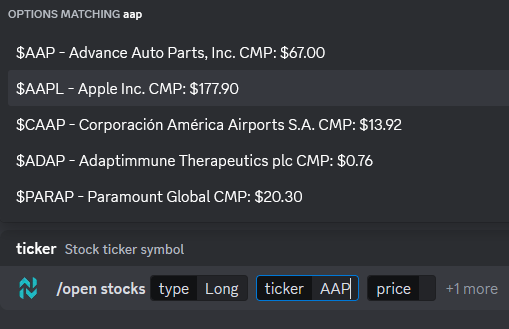 OPTIONS MATCHING aap
$AAP - Advance Auto Parts, Inc. CMP: $67.00
$AAPL - Apple Inc. CMP: $177.90
$CAAP - Corporación América Airports S.A. CMP: $13.92
$ADAP - Adaptimmune Therapeutics plc CMP: $0.76
$PARAP - Paramount Global CMP: $20.30
ticker Stock ticker symbol
/open stocks type Long ticker AAP price +1 more